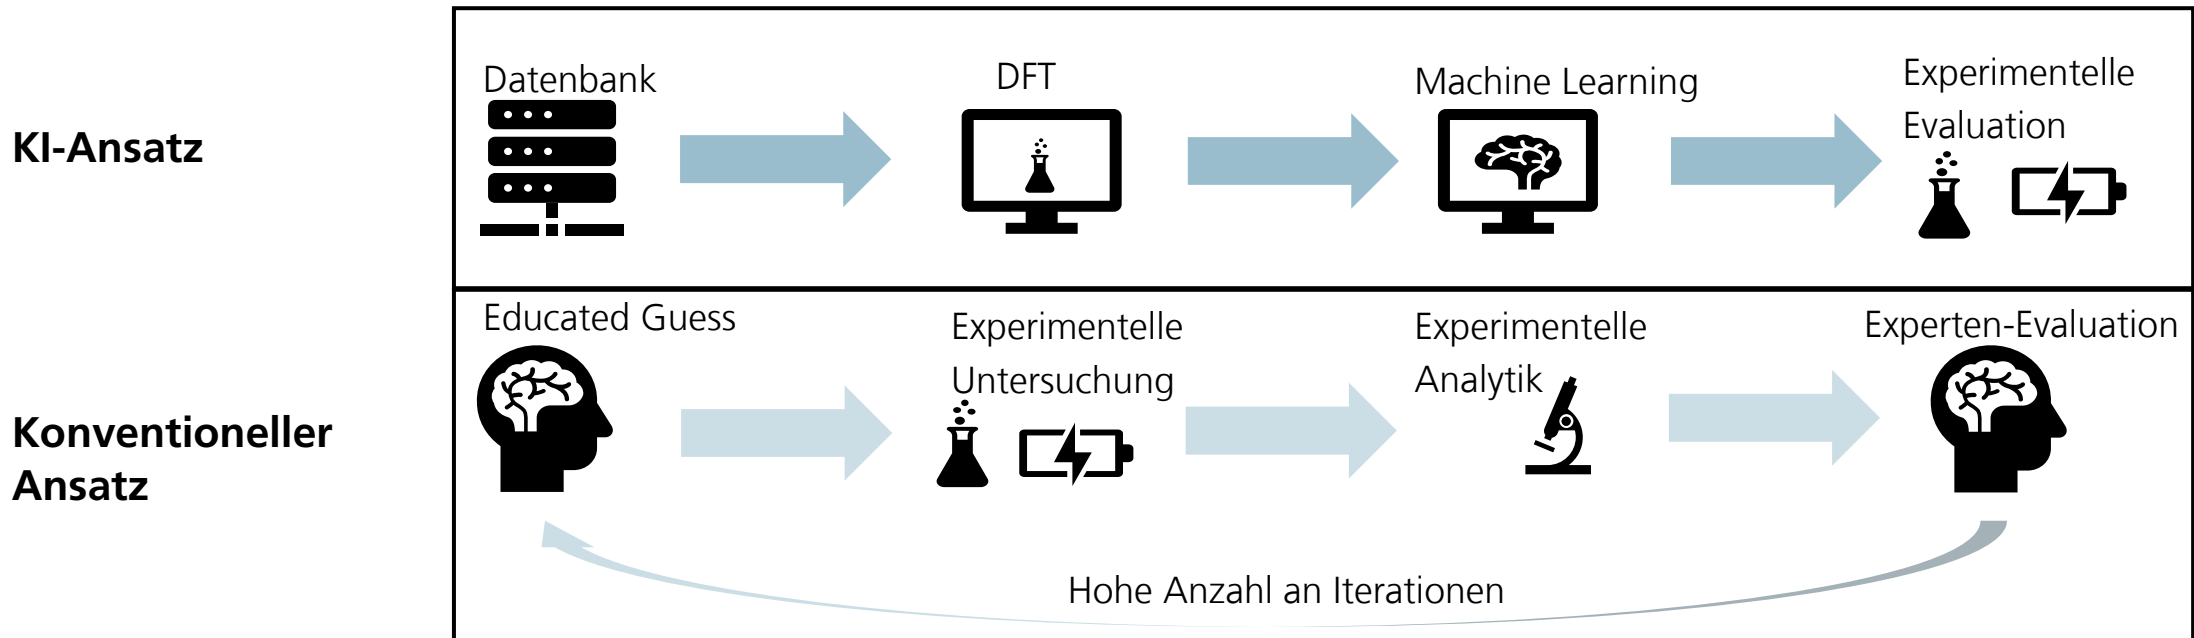 KI-Ansatz
Datenbank
DFT
Machine Learning
Experimentelle
Evaluation
Konventioneller
Ansatz
Educated Guess
Experimentelle
Untersuchung
Experimentelle
Analytik
Experten-Evaluation
Hohe Anzahl an Iterationen